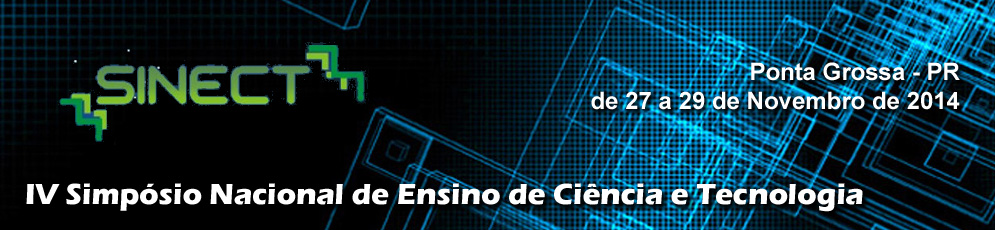 SINECT
Ponta Grossa - PR
de 27 a 29 de Novembro de 2014
IV Simpósio Nacional de Ensino de Ciência e Tecnologia